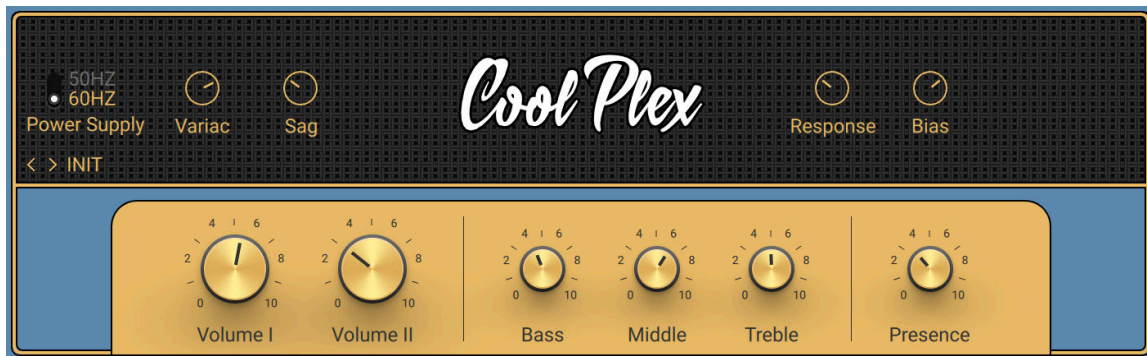 50HZ
60HZ
Power Supply
Variac
Sag
Cool Plex
Response
Bias
< > INIT
4 6
2 8
0 10
Volume I
4 6
2 8
0 10
Volume II
4 6
2 8
0 10
Bass
4 6
2 8
0 10
Middle
4 6
2 8
0 10
Treble
4 6
2 8
0 10
Presence